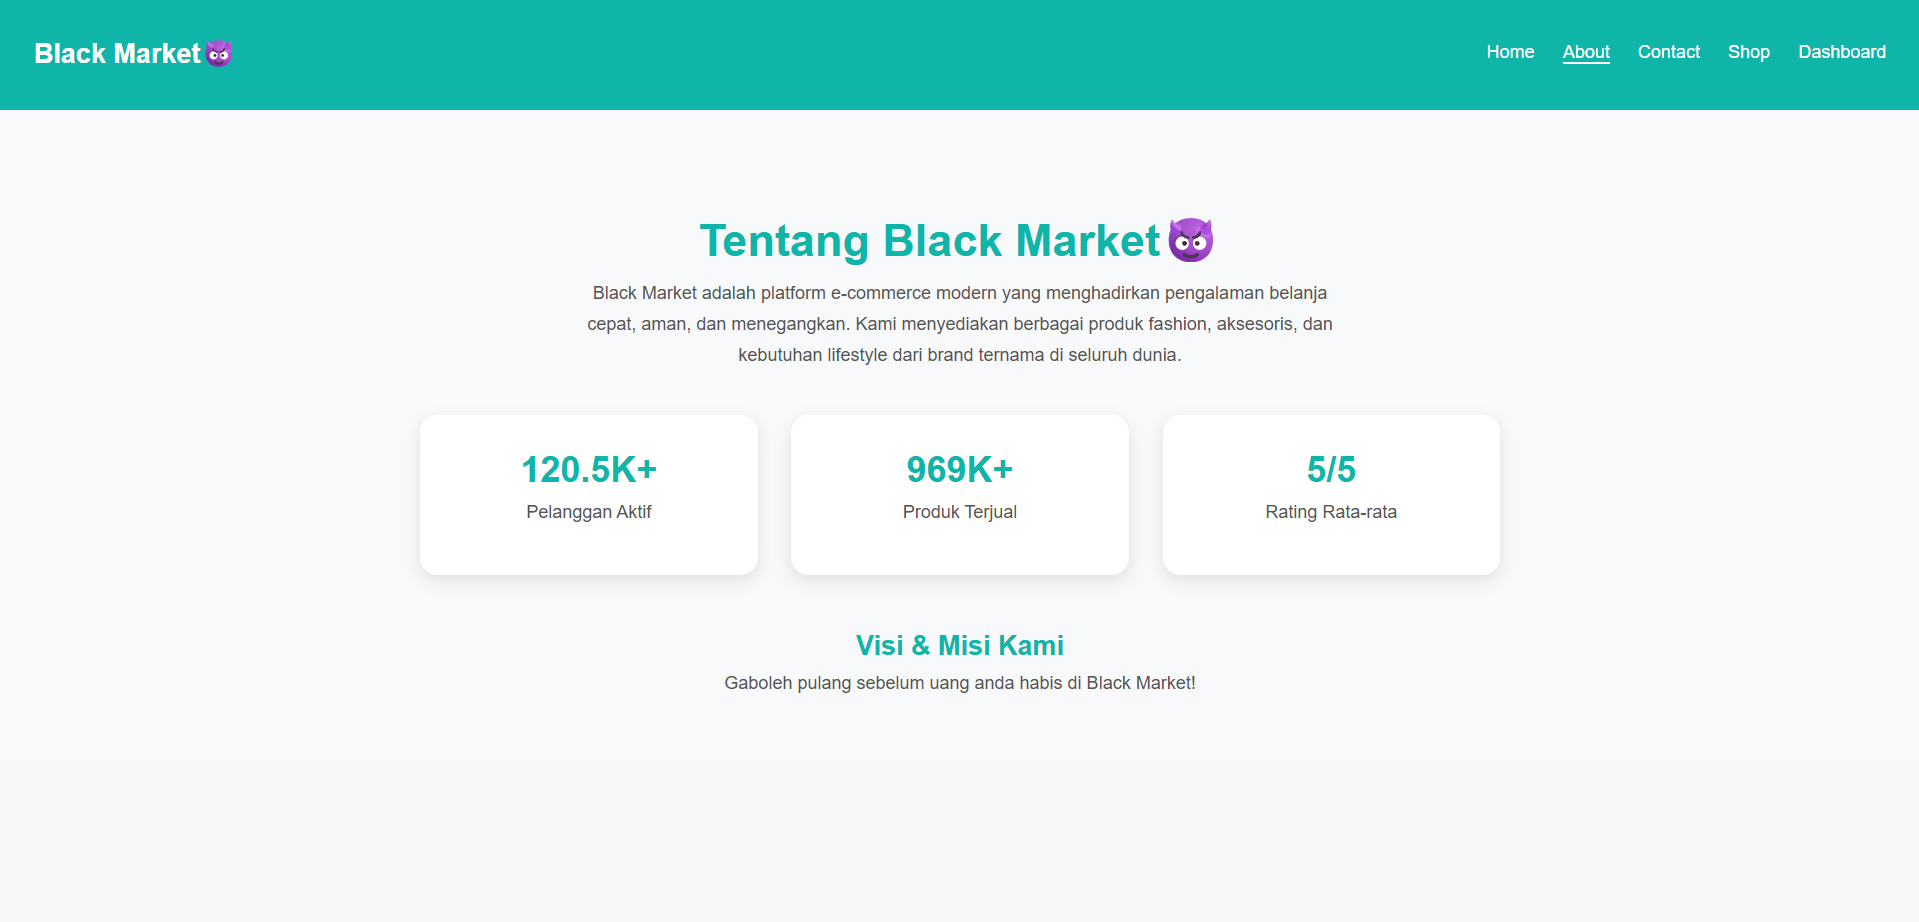 Black Market😈
Home About Contact Shop Dashboard
Tentang Black Market😈
Black Market adalah platform e-commerce modern yang menghadirkan pengalaman belanja
cepat, aman, dan menegangkan. Kami menyediakan berbagai produk fashion, aksesoris, dan
kebutuhan lifestyle dari brand ternama di seluruh dunia.
120.5K+
Pelanggan Aktif
969K+
Produk Terjual
5/5
Rating Rata-rata
Visi & Misi Kami
Gaboleh pulang sebelum uang anda habis di Black Market!